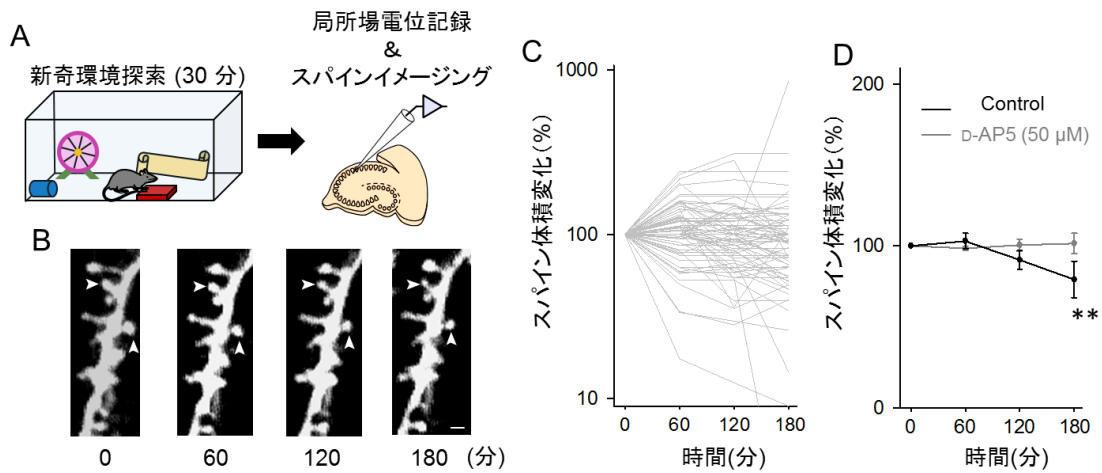 A
新奇環境探索 (30 分)
局所場電位記録
&
スパインイメージング
B
0
60
120
180
(分)
C
スパイン体積変化(%)
1000
100
10
0
60
120
180
時間(分)
D
スパイン体積変化(%)
200
100
0
Control
D-AP5 (50 μM)
**
0
60
120
180
時間(分)